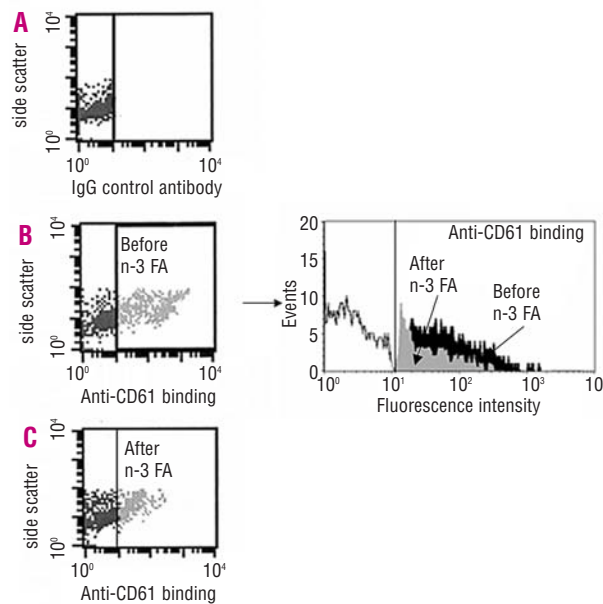 A
side scatter
10⁴
10⁰
10⁰ 10⁴
IgG control antibody
B
side scatter
10⁴
10⁰
Before
n-3 FA
10⁰ 10⁴
Anti-CD61 binding
Events
20
15
10
5
0
Anti-CD61 binding
After
n-3 FA
Before
n-3 FA
10⁰ 10¹ 10² 10³ 10
Fluorescence intensity
C
side scatter
10⁴
10⁰
After
n-3 FA
10⁰ 10⁴
Anti-CD61 binding